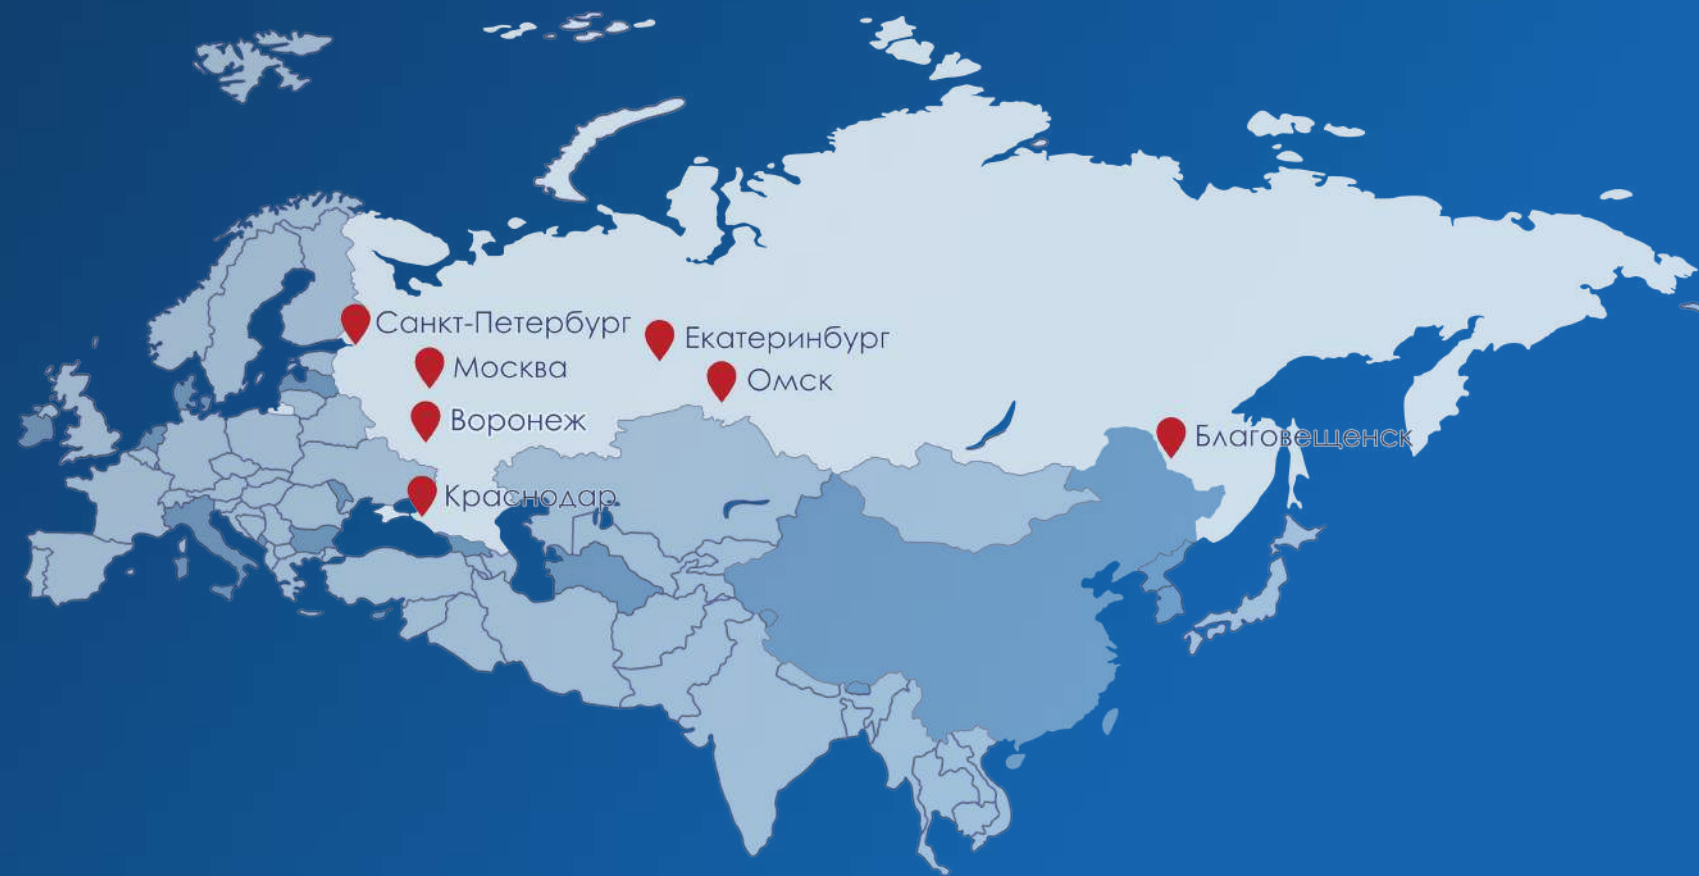 Санкт-Петербург
Екатеринбург
Москва
Омск
Воронеж
Благовещенск
Краснодар